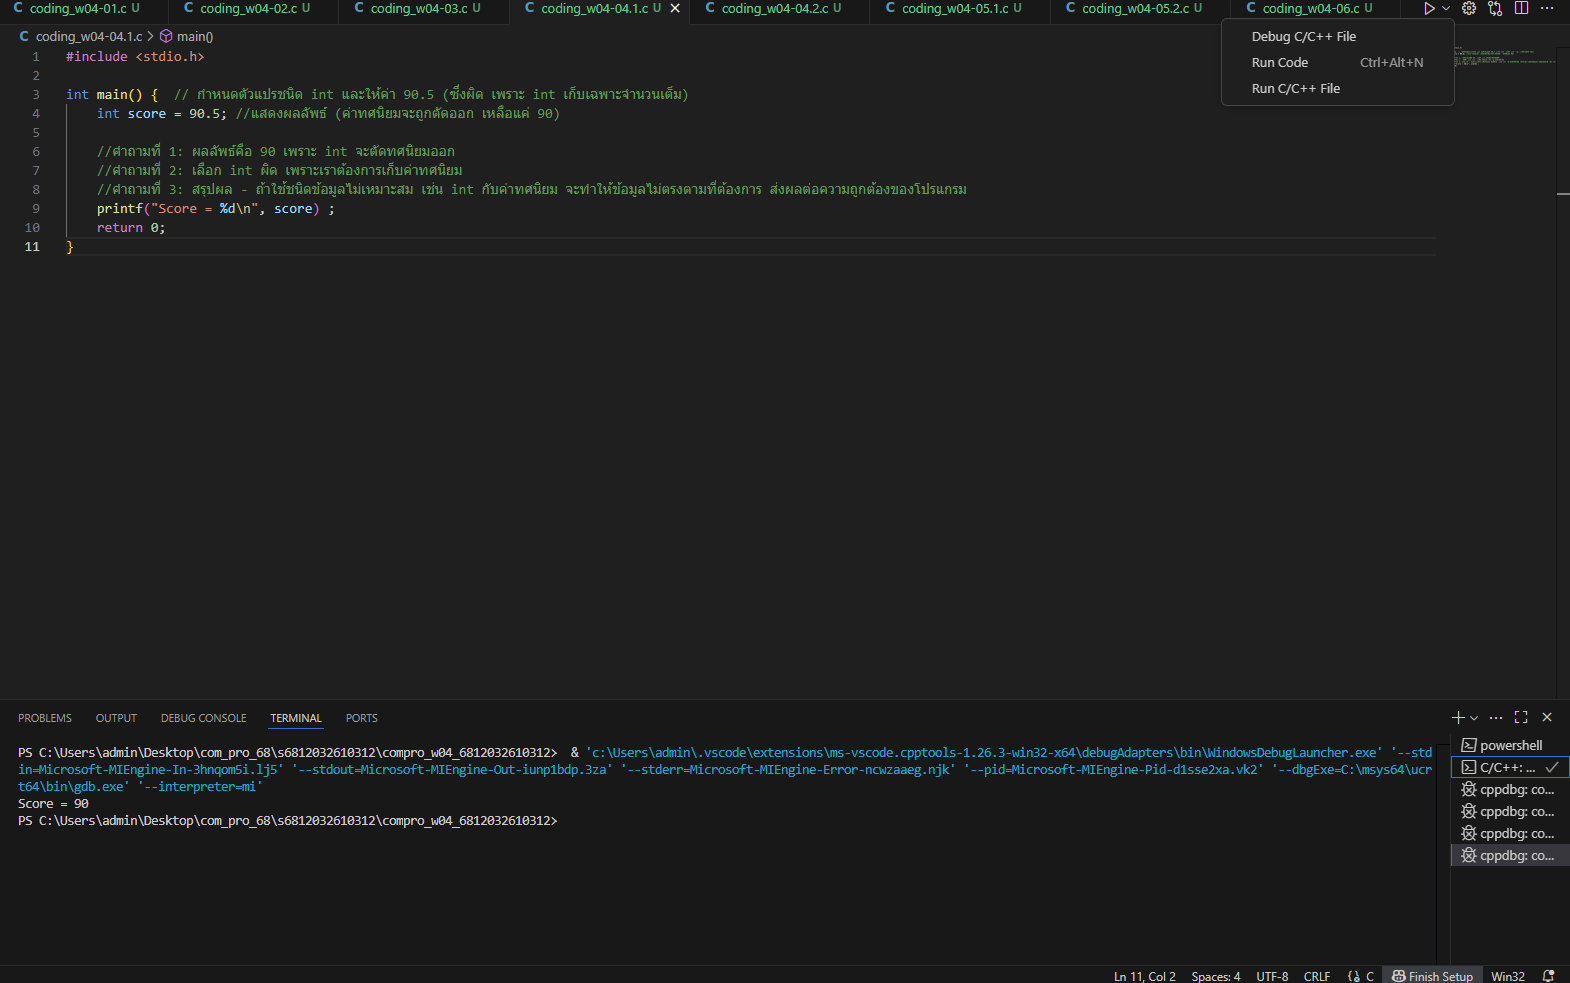 C coding_w04-01.c U C coding_w04-02.c U C coding_w04-03.c U C coding_w04-04.1.c U C coding_w04-04.2.c U C coding_w04-05.1.c U C coding_w04-05.2.c U C coding_w04-06.c U
C coding_w04-04.1.c > main()
Debug C/C++ File
Run Code Ctrl+Alt+N
Run C/C++ File
1 #include <stdio.h>
2
3 int main() {  // กำหนดตัวแปรชนิด int และให้ค่า 90.5 (ซึ่งผิด เพราะ int เก็บเฉพาะจำนวนเต็ม)
4     int score = 90.5; //แสดงผลลัพธ์ (ค่าทศนิยมจะถูกตัดออก เหลือแค่ 90)
5
6     //คำถามที่ 1: ผลลัพธ์คือ 90 เพราะ int จะตัดทศนิยมออก
7     //คำถามที่ 2: เลือก int ผิด เพราะเราต้องการเก็บค่าทศนิยม
8     //คำถามที่ 3: สรุปผล - ถ้าใช้ชนิดข้อมูลไม่เหมาะสม เช่น int กับค่าทศนิยม จะทำให้ข้อมูลไม่ตรงตามที่ต้องการ ส่งผลต่อความถูกต้องของโปรแกรม
9     printf("Score = %d\n", score) ;
10     return 0;
11 }
PROBLEMS OUTPUT DEBUG CONSOLE TERMINAL PORTS
PS C:\Users\admin\Desktop\com_pro_68\s6812032610312\compro_w04_6812032610312>  & 'c:\Users\admin\.vscode\extensions\ms-vscode.cpptools-1.26.3-win32-x64\debugAdapters\bin\WindowsDebugLauncher.exe' '--std
in=Microsoft-MIEngine-In-3hnqom5i.lj5' '--stdout=Microsoft-MIEngine-Out-iunp1bdp.3za' '--stderr=Microsoft-MIEngine-Error-ncwzaaeg.njk' '--pid=Microsoft-MIEngine-Pid-d1sse2xa.vk2' '--dbgExe=C:\msys64\ucr
t64\bin\gdb.exe' '--interpreter=mi'
Score = 90
PS C:\Users\admin\Desktop\com_pro_68\s6812032610312\compro_w04_6812032610312>
powershell
C/C++: ...
cppdbg: co...
cppdbg: co...
cppdbg: co...
cppdbg: co...
Ln 11, Col 2 Spaces: 4 UTF-8 CRLF {} C Finish Setup Win32